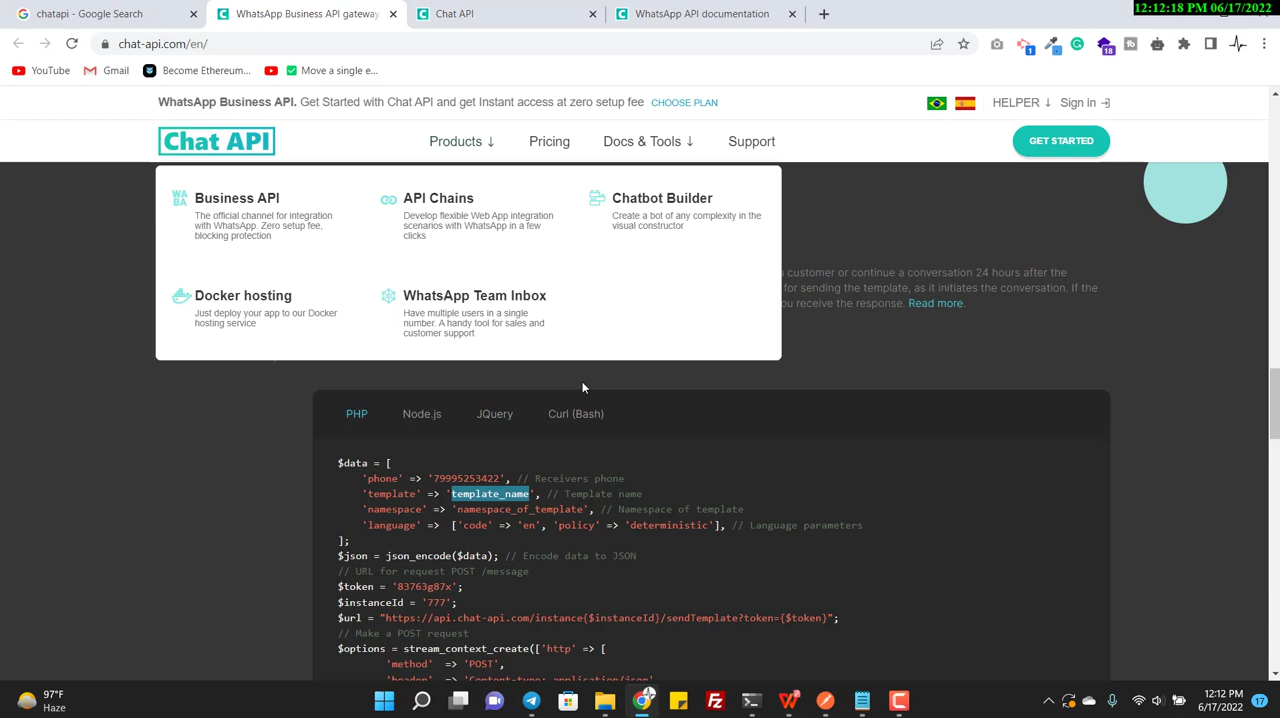 12:12:18 PM 06/17/2022
chatapi - Google Search
WhatsApp Business API gateway
Chat API
WhatsApp API documentation
chat-api.com/en/
1
18
YouTube
Gmail
Become Ethereum...
Move a single e...
WhatsApp Business API. Get Started with Chat API and get Instant access at zero setup fee CHOOSE PLAN
HELPER ↓ Sign in
Chat API
Products ↓
Pricing
Docs & Tools ↓
Support
GET STARTED
WA
BA
Business API
The official channel for integration
with WhatsApp. Zero setup fee,
blocking protection
API Chains
Develop flexible Web App integration
scenarios with WhatsApp in a few
clicks
Chatbot Builder
Create a bot of any complexity in the
visual constructor
Docker hosting
Just deploy your app to our Docker
hosting service
WhatsApp Team Inbox
Have multiple users in a single
number. A handy tool for sales and
customer support
a customer or continue a conversation 24 hours after the
for sending the template, as it initiates the conversation. If the
ou receive the response. Read more.
PHP
Node.js
JQuery
Curl (Bash)
$data = [
'phone' => '79995253422', // Receivers phone
'template' => 'template_name', // Template name
'namespace' => 'namespace_of_template', // Namespace of template
'language' => ['code' => 'en', 'policy' => 'deterministic'], // Language parameters
];
$json = json_encode($data); // Encode data to JSON
// URL for request POST /message
$token = '83763g87x';
$instanceId = '777';
$url = "https://api.chat-api.com/instance{$instanceId}/sendTemplate?token={$token}";
// Make a POST request
$options = stream_context_create(['http' => [
'method' => 'POST',
'header' => 'Content-type: application/json'
97°F
Haze
12:12 PM
6/17/2022
17